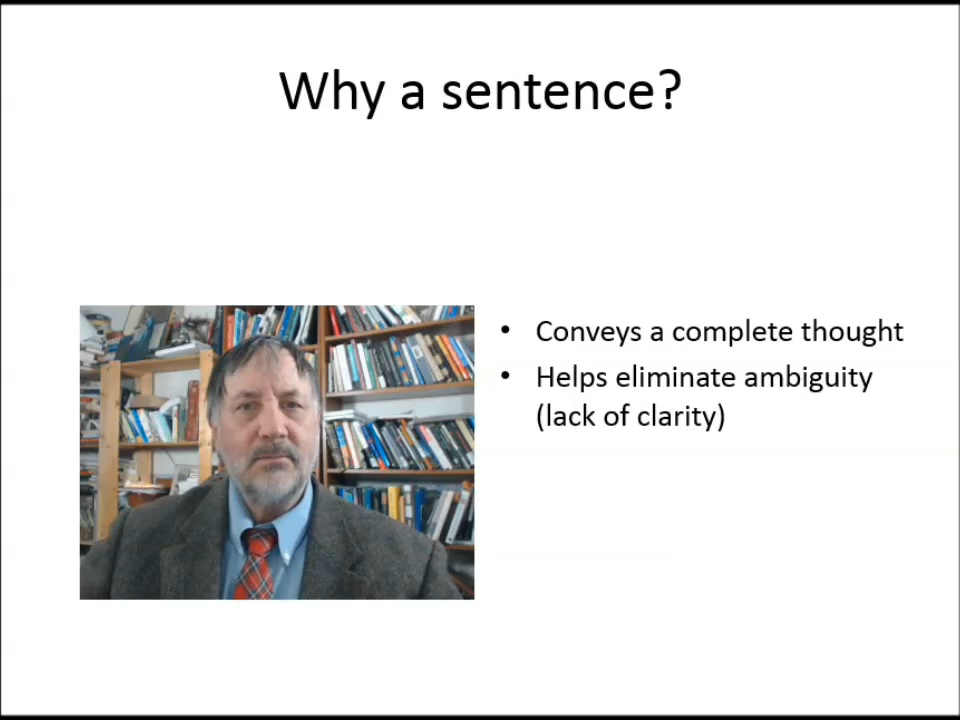 Why a sentence?
• Conveys a complete thought
• Helps eliminate ambiguity
(lack of clarity)